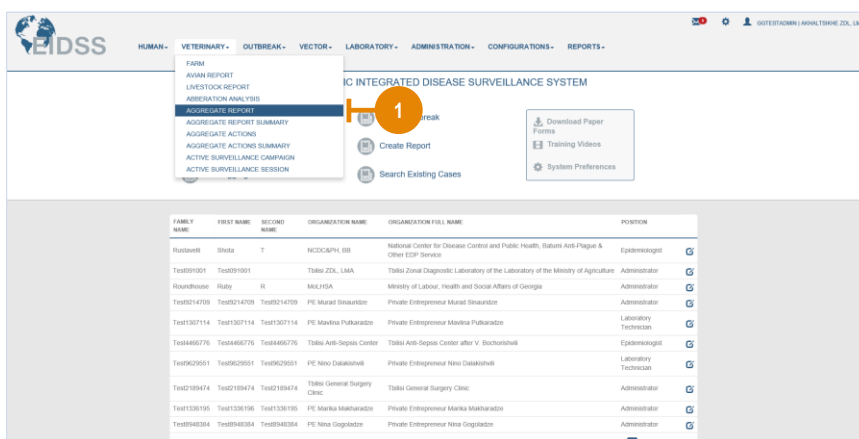 EIDSS
GGTESTADMIN | AKHALTSIKHE ZDL, LM
HUMAN VETERINARY OUTBREAK VECTOR LABORATORY ADMINISTRATION CONFIGURATIONS REPORTS
FARM
AVIAN REPORT
LIVESTOCK REPORT
ABBERATION ANALYSIS
AGGREGATE REPORT
AGGREGATE REPORT SUMMARY
AGGREGATE ACTIONS
AGGREGATE ACTIONS SUMMARY
ACTIVE SURVEILLANCE CAMPAIGN
ACTIVE SURVEILLANCE SESSION
IC INTEGRATED DISEASE SURVEILLANCE SYSTEM
1
reak
Create Report
Search Existing Cases
Download Paper
Forms
Training Videos
System Preferences
FAMILY NAME FIRST NAME SECOND NAME ORGANIZATION NAME ORGANIZATION FULL NAME POSITION
Rustavelli Shota T NCDC&PH, BB National Center for Disease Control and Public Health, Batumi Anti-Plague & Other EDP Service Epidemiologist
Test091001 Test091001 Tbilisi ZDL, LMA Tbilisi Zonal Diagnostic Laboratory of the Laboratory of the Ministry of Agriculture Administrator
Roundhouse Ruby R MoLHSA Ministry of Labour, Health and Social Affairs of Georgia Administrator
Test9214709 Test9214709 Test9214709 PE Murad Sinauridze Private Entrepreneur Murad Sinauridze Administrator
Test1307114 Test1307114 Test1307114 PE Mavlina Putkaradze Private Entrepreneur Mavlina Putkaradze Laboratory Technician
Test4466776 Test4466776 Test4466776 Tbilisi Anti-Sepsis Center Tbilisi Anti-Sepsis Center after V. Bochorishvili Epidemiologist
Test9629551 Test9629551 Test9629551 PE Nino Dalakishvili Private Entrepreneur Nino Dalakishvili Laboratory Technician
Test2189474 Test2189474 Test2189474 Tbilisi General Surgery Clinic Tbilisi General Surgery Clinic Administrator
Test1336195 Test1336196 Test1336195 PE Marika Makharadze Private Entrepreneur Marika Makharadze Administrator
Test8948384 Test8948384 Test8948384 PE Nina Gogoladze Private Entrepreneur Nina Gogoladze Administrator